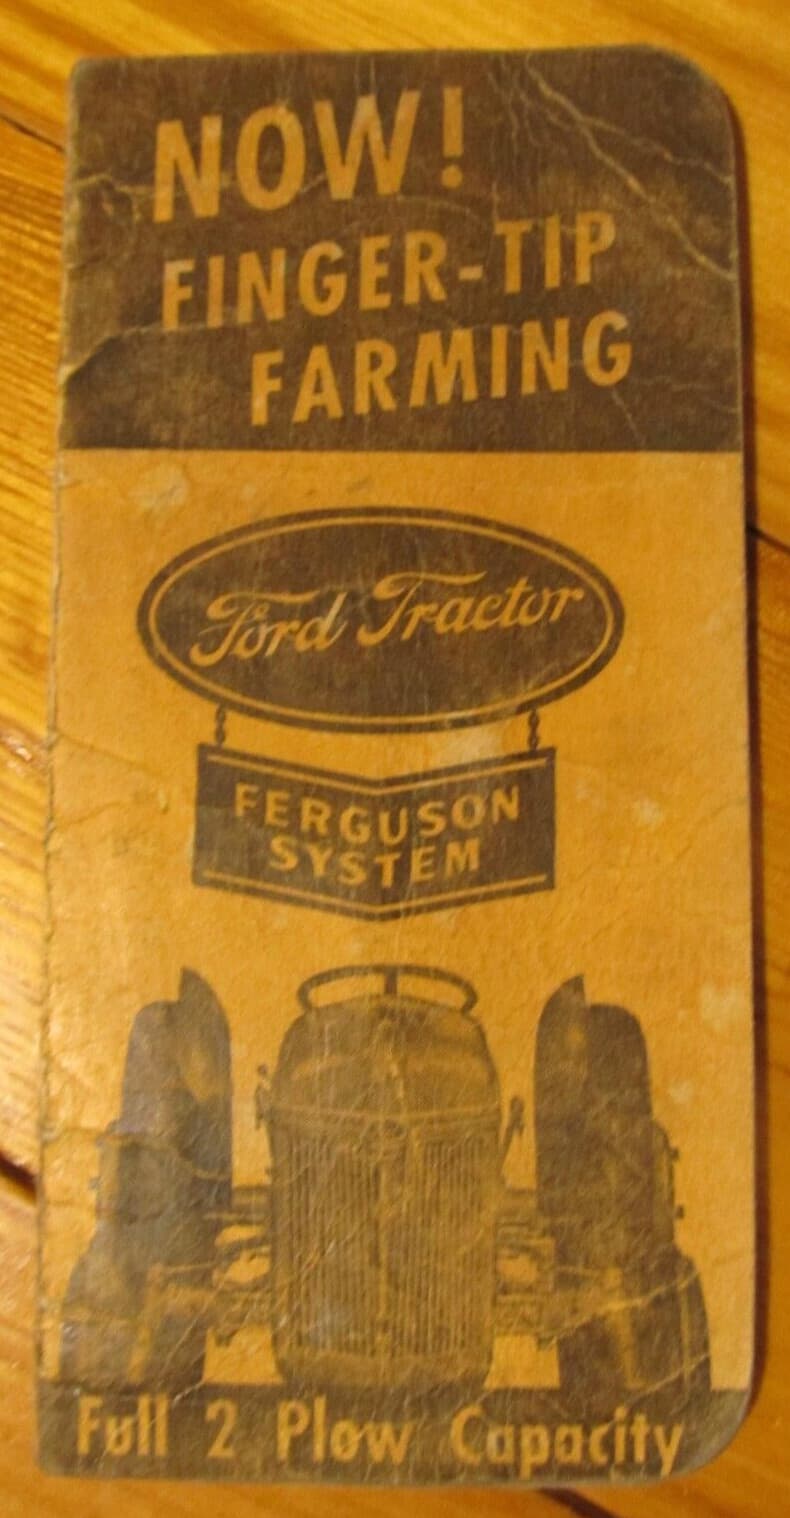 NOW!
FINGER-TIP
FARMING
Ford Tractor
FERGUSON
SYSTEM
Full 2 Plow Capacity